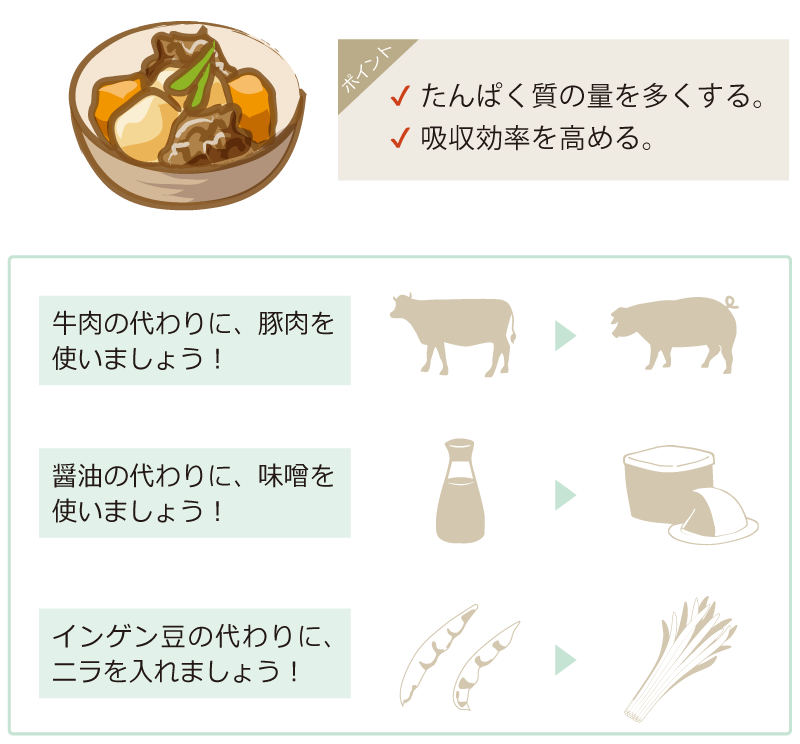 ポイント
✓ たんぱく質の量を多くする。
✓ 吸収効率を高める。
牛肉の代わりに、豚肉を
使いましょう！
醤油の代わりに、味噌を
使いましょう！
インゲン豆の代わりに、
ニラを入れましょう！